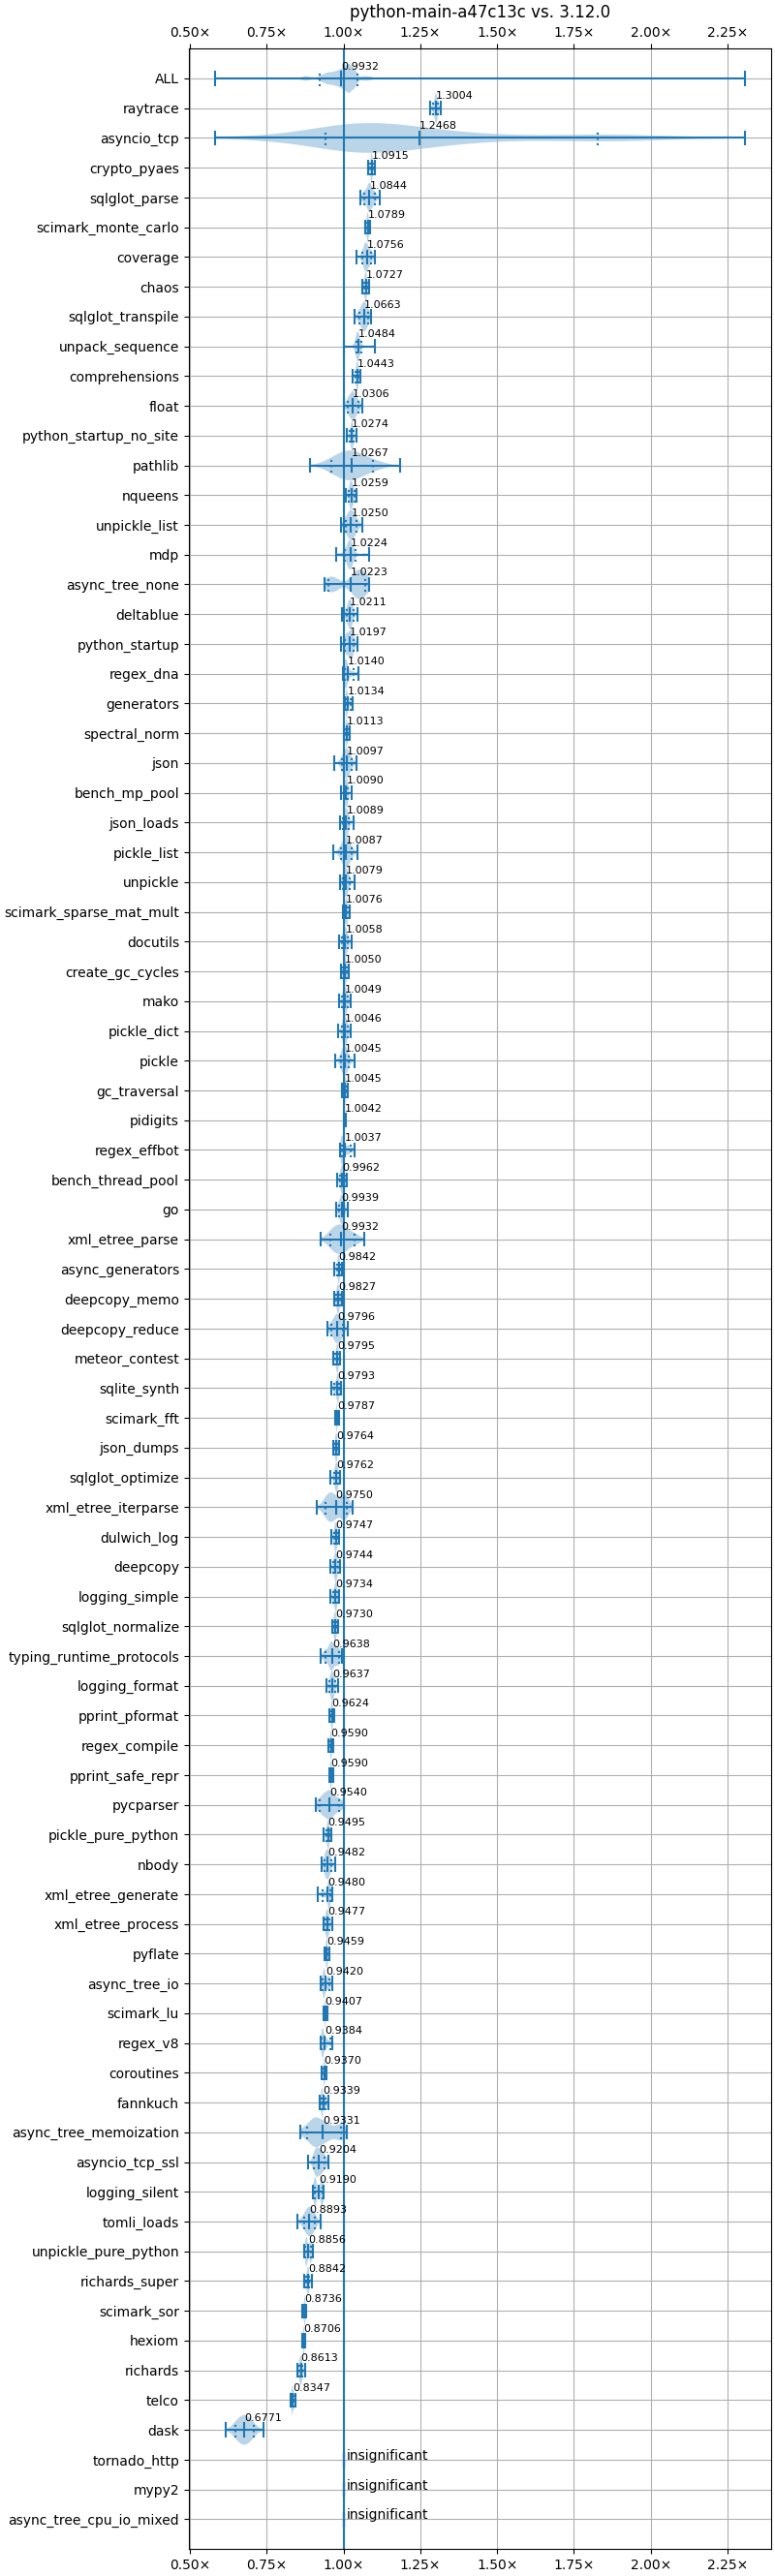 python-main-a47c13c vs. 3.12.0
0.50× 0.75× 1.00× 1.25× 1.50× 1.75× 2.00× 2.25×
ALL 0.9932
raytrace 1.3004
asyncio_tcp 1.2468
crypto_pyaes 1.0915
sqlglot_parse 1.0844
scimark_monte_carlo 1.0789
coverage 1.0756
chaos 1.0727
sqlglot_transpile 1.0663
unpack_sequence 1.0484
comprehensions 1.0443
float 1.0306
python_startup_no_site 1.0274
pathlib 1.0267
nqueens 1.0259
unpickle_list 1.0250
mdp 1.0224
async_tree_none 1.0223
deltablue 1.0211
python_startup 1.0197
regex_dna 1.0140
generators 1.0134
spectral_norm 1.0113
json 1.0097
bench_mp_pool 1.0090
json_loads 1.0089
pickle_list 1.0087
unpickle 1.0079
scimark_sparse_mat_mult 1.0076
docutils 1.0058
create_gc_cycles 1.0050
mako 1.0049
pickle_dict 1.0046
pickle 1.0045
gc_traversal 1.0045
pidigits 1.0042
regex_effbot 1.0037
bench_thread_pool 0.9962
go 0.9939
xml_etree_parse 0.9932
async_generators 0.9842
deepcopy_memo 0.9827
deepcopy_reduce 0.9796
meteor_contest 0.9795
sqlite_synth 0.9793
scimark_fft 0.9787
json_dumps 0.9764
sqlglot_optimize 0.9762
xml_etree_iterparse 0.9750
dulwich_log 0.9747
deepcopy 0.9744
logging_simple 0.9734
sqlglot_normalize 0.9730
typing_runtime_protocols 0.9638
logging_format 0.9637
pprint_pformat 0.9624
regex_compile 0.9590
pprint_safe_repr 0.9590
pycparser 0.9540
pickle_pure_python 0.9495
nbody 0.9482
xml_etree_generate 0.9480
xml_etree_process 0.9477
pyflate 0.9459
async_tree_io 0.9420
scimark_lu 0.9407
regex_v8 0.9384
coroutines 0.9370
fannkuch 0.9339
async_tree_memoization 0.9331
asyncio_tcp_ssl 0.9204
logging_silent 0.9190
tomli_loads 0.8893
unpickle_pure_python 0.8856
richards_super 0.8842
scimark_sor 0.8736
hexiom 0.8706
richards 0.8613
telco 0.8347
dask 0.6771
tornado_http insignificant
mypy2 insignificant
async_tree_cpu_io_mixed insignificant
0.50× 0.75× 1.00× 1.25× 1.50× 1.75× 2.00× 2.25×